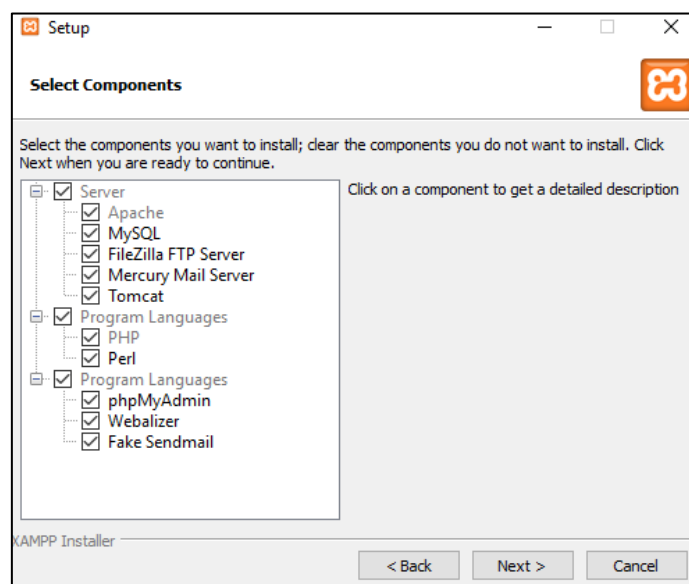 Setup
Select Components
Select the components you want to install; clear the components you do not want to install. Click
Next when you are ready to continue.
Server
Apache
MySQL
FileZilla FTP Server
Mercury Mail Server
Tomcat
Program Languages
PHP
Perl
Program Languages
phpMyAdmin
Webalizer
Fake Sendmail
Click on a component to get a detailed description
XAMPP Installer
< Back
Next >
Cancel